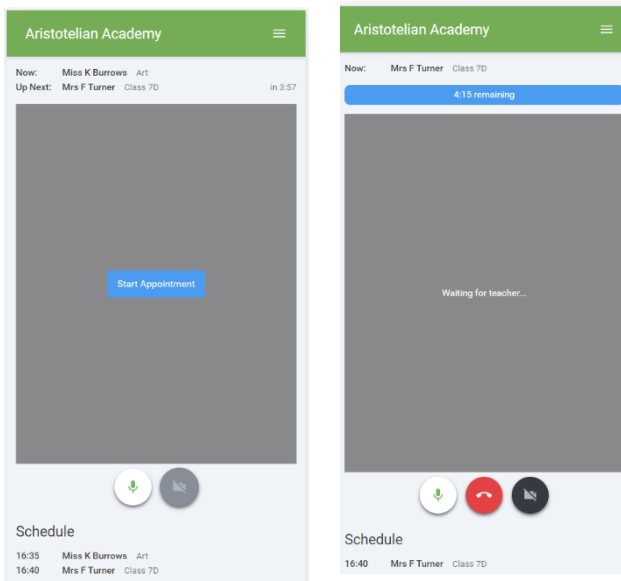 Aristotelian Academy
Now: Miss K Burrows Art
Up Next: Mrs F Turner Class 7D in 3:57
Start Appointment
Schedule
16:35 Miss K Burrows Art
16:40 Mrs F Turner Class 7D
Aristotelian Academy
Now: Mrs F Turner Class 7D
4:15 remaining
Waiting for teacher...
Schedule
16:40 Mrs F Turner Class 7D